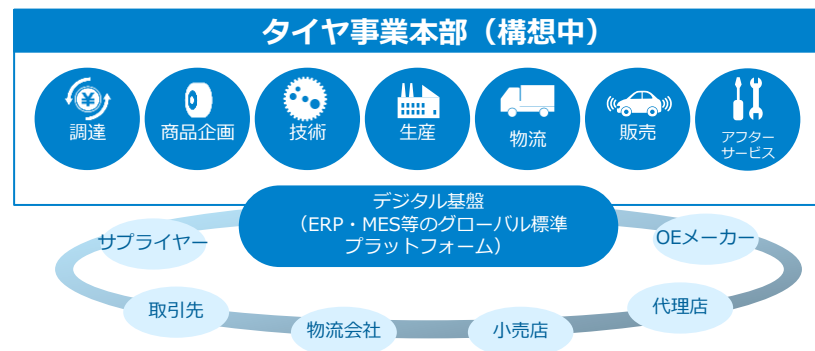 タイヤ事業本部（構想中）
¥
調達
商品企画
技術
生産
物流
販売
アフター
サービス
デジタル基盤
（ERP・MES等のグローバル標準
プラットフォーム）
サプライヤー
OEメーカー
取引先
代理店
物流会社
小売店